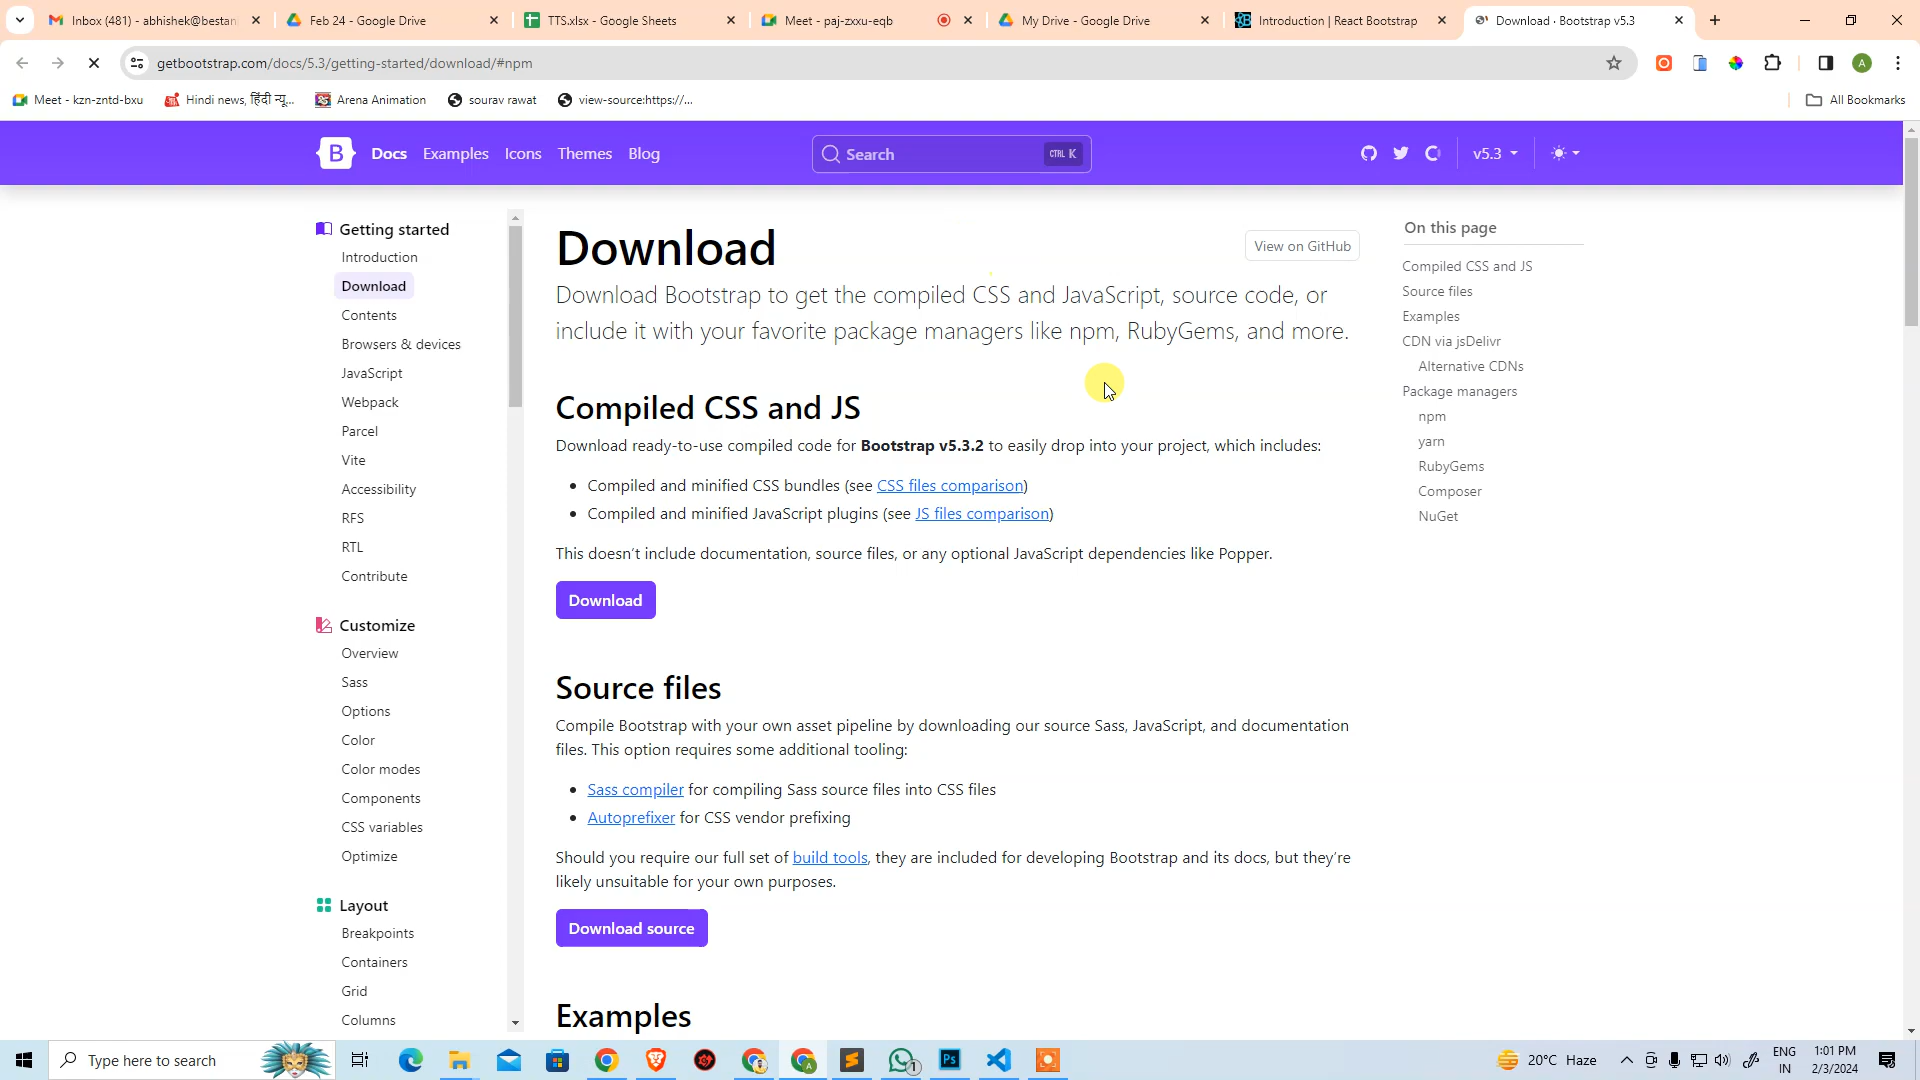 Inbox (481) - abhishek@bestan
Feb 24 - Google Drive
TTS.xlsx - Google Sheets
Meet - paj-zxxu-eqb
My Drive - Google Drive
Introduction | React Bootstrap
Download · Bootstrap v5.3
getbootstrap.com/docs/5.3/getting-started/download/#npm
Meet - kzn-zntd-bxu
Hindi news, हिंदी न्यू...
Arena Animation
sourav rawat
view-source:https://...
All Bookmarks
B
Docs
Examples
Icons
Themes
Blog
Search
CTRL K
v5.3
Getting started
Introduction
Download
Contents
Browsers & devices
JavaScript
Webpack
Parcel
Vite
Accessibility
RFS
RTL
Contribute
Customize
Overview
Sass
Options
Color
Color modes
Components
CSS variables
Optimize
Layout
Breakpoints
Containers
Grid
Columns
Download
View on GitHub
Download Bootstrap to get the compiled CSS and JavaScript, source code, or
include it with your favorite package managers like npm, RubyGems, and more.
Compiled CSS and JS
Download ready-to-use compiled code for Bootstrap v5.3.2 to easily drop into your project, which includes:
Compiled and minified CSS bundles (see CSS files comparison)
Compiled and minified JavaScript plugins (see JS files comparison)
This doesn't include documentation, source files, or any optional JavaScript dependencies like Popper.
Download
Source files
Compile Bootstrap with your own asset pipeline by downloading our source Sass, JavaScript, and documentation
files. This option requires some additional tooling:
Sass compiler for compiling Sass source files into CSS files
Autoprefixer for CSS vendor prefixing
Should you require our full set of build tools, they are included for developing Bootstrap and its docs, but they're
likely unsuitable for your own purposes.
Download source
Examples
On this page
Compiled CSS and JS
Source files
Examples
CDN via jsDelivr
Alternative CDNs
Package managers
npm
yarn
RubyGems
Composer
NuGet
Type here to search
20°C Haze
ENG
IN
1:01 PM
2/3/2024